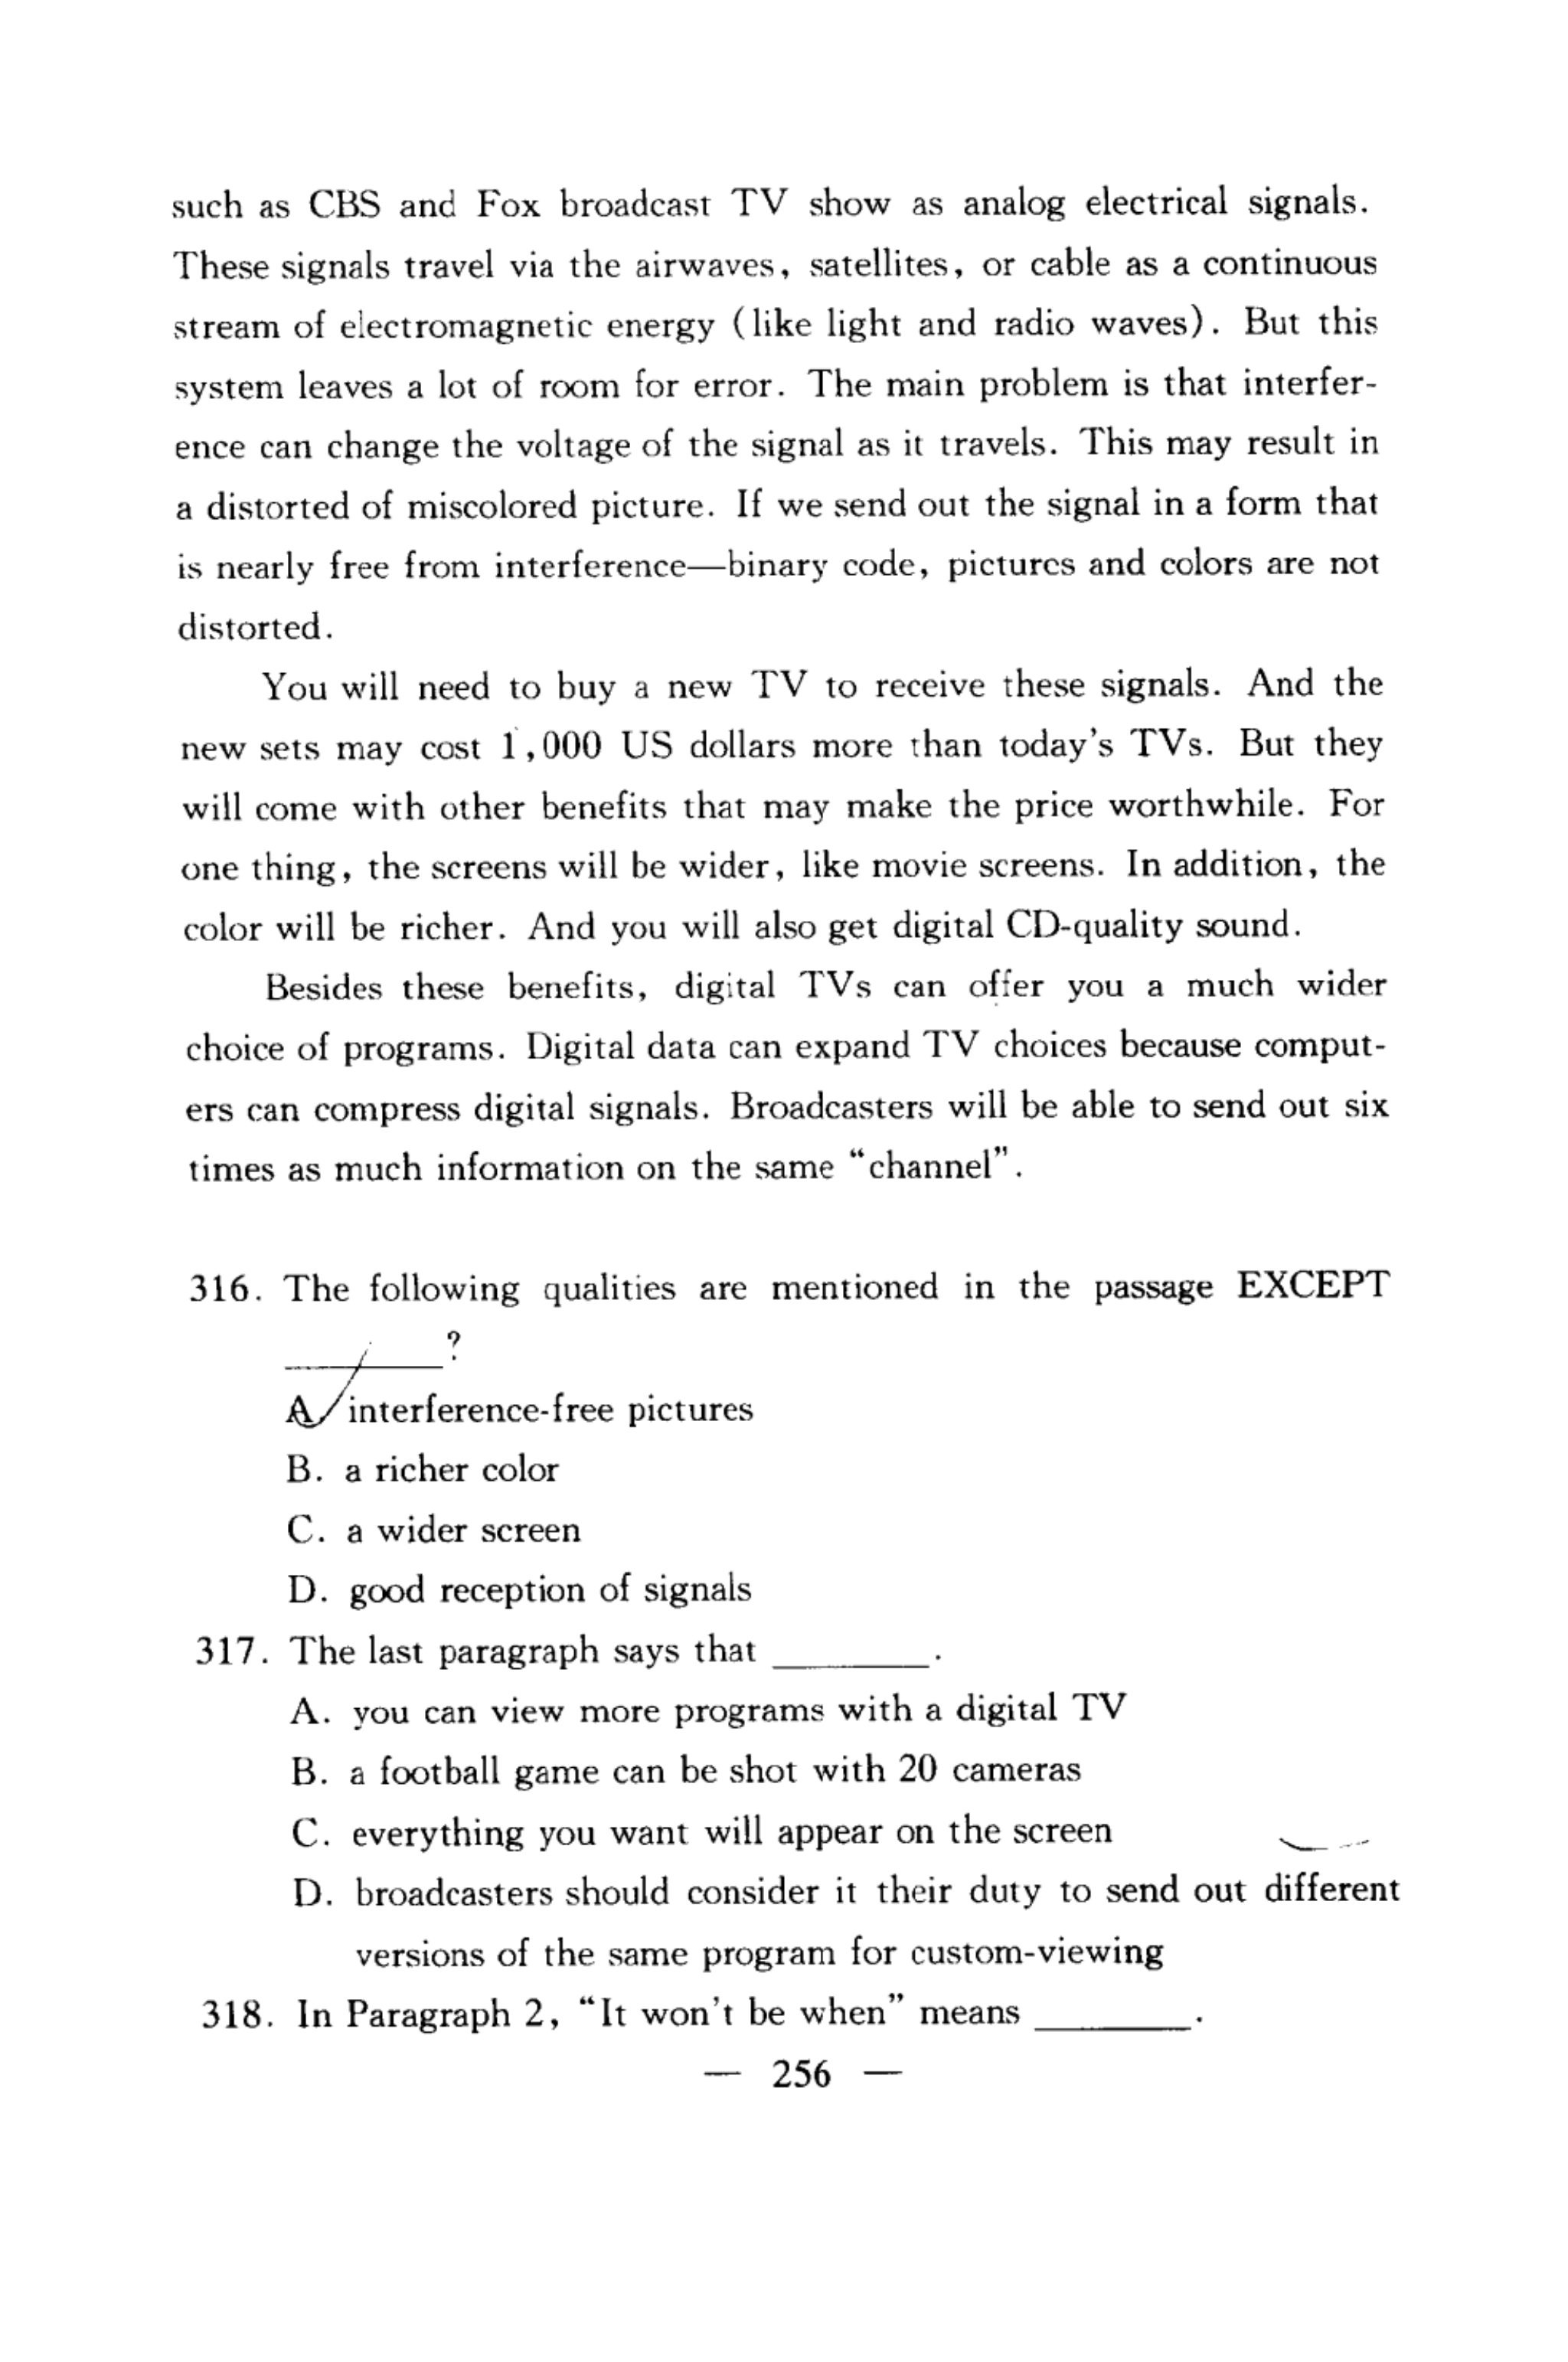 such as CBS and Fox broadcast TV show as analog electrical signals.
These signals travel via the airwaves, satellites, or cable as a continuous
stream of electromagnetic energy (like light and radio waves). But this
system leaves a lot of room for error. The main problem is that interfer-
ence can change the voltage of the signal as it travels. This may result in
a distorted of miscolored picture. If we send out the signal in a form that
is nearly free from interference—binary code, pictures and colors are not
distorted.
You will need to buy a new TV to receive these signals. And the
new sets may cost 1,000 US dollars more than today's TVs. But they
will come with other benefits that may make the price worthwhile. For
one thing, the screens will be wider, like movie screens. In addition, the
color will be richer. And you will also get digital CD-quality sound.
Besides these benefits, digital TVs can offer you a much wider
choice of programs. Digital data can expand TV choices because comput-
ers can compress digital signals. Broadcasters will be able to send out six
times as much information on the same “channel”.
316. The following qualities are mentioned in the passage EXCEPT
________?
A. interference-free pictures
B. a richer color
C. a wider screen
D. good reception of signals
317. The last paragraph says that ________.
A. you can view more programs with a digital TV
B. a football game can be shot with 20 cameras
C. everything you want will appear on the screen
D. broadcasters should consider it their duty to send out different
versions of the same program for custom-viewing
318. In Paragraph 2, “It won't be when” means ________.
— 256 —